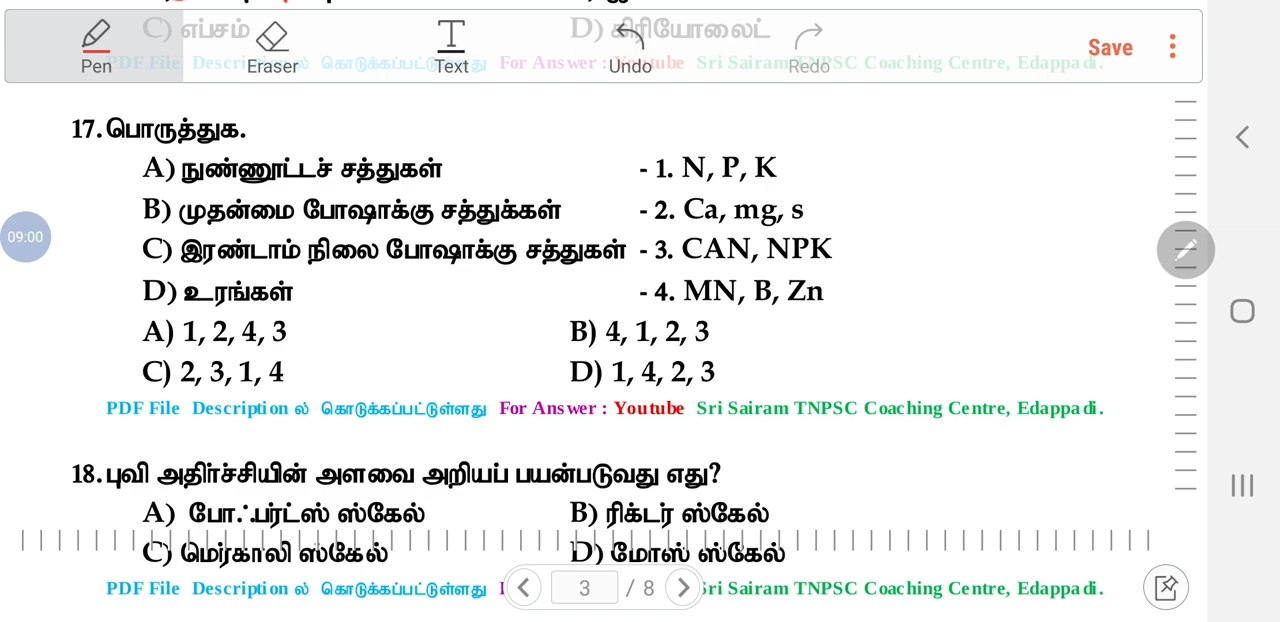 C) எப்சம் D) கிரியோலைட்
Pen Eraser Text Undo Redo Save
PDF File Description ல் கொடுக்கப்பட்டுள்ளது For Answer : Youtube Sri Sairam TNPSC Coaching Centre, Edappadi.
17. பொருத்துக.
A) நுண்ணூட்டச் சத்துகள் - 1. N, P, K
09:00
B) முதன்மை போஷாக்கு சத்துக்கள் - 2. Ca, mg, s
C) இரண்டாம் நிலை போஷாக்கு சத்துகள் - 3. CAN, NPK
D) உரங்கள் - 4. MN, B, Zn
A) 1, 2, 4, 3 B) 4, 1, 2, 3
C) 2, 3, 1, 4 D) 1, 4, 2, 3
PDF File Description ல் கொடுக்கப்பட்டுள்ளது For Answer : Youtube Sri Sairam TNPSC Coaching Centre, Edappadi.
18. புவி அதிர்ச்சியின் அளவை அறியப் பயன்படுவது எது?
A) போஃபர்ட்ஸ் ஸ்கேல் B) ரிக்டர் ஸ்கேல்
C) மெர்காலி ஸ்கேல் D) மோஸ் ஸ்கேல்
PDF File Description ல் கொடுக்கப்பட்டுள்ளது 3 / 8 Sri Sairam TNPSC Coaching Centre, Edappadi.